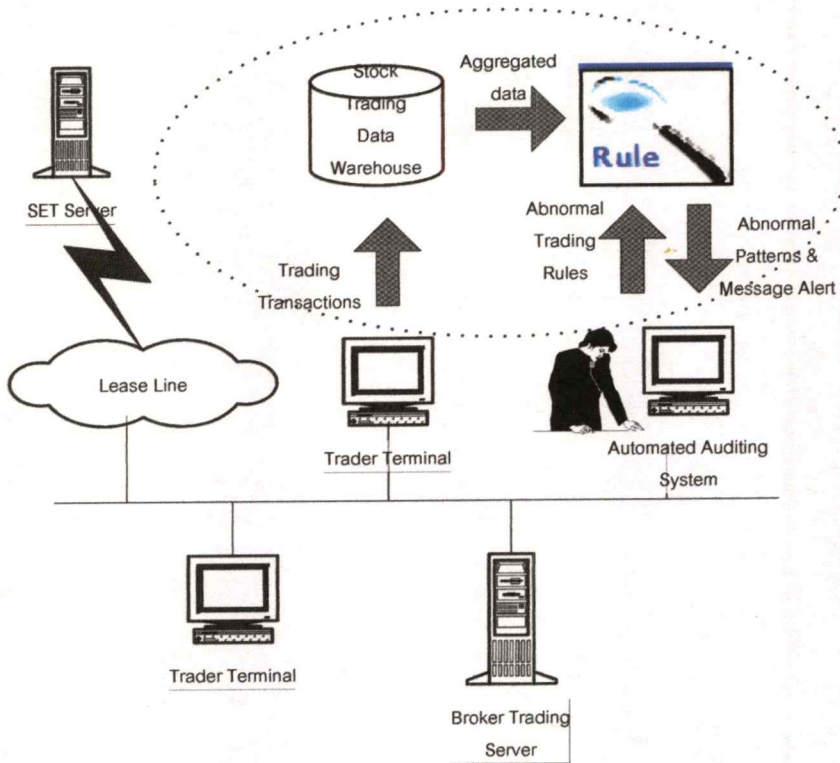 Stock
Trading
Data
Warehouse
Aggregated
data
Rule
SET Server
Trading
Transactions
Abnormal
Trading
Rules
Abnormal
Patterns &
Message Alert
Lease Line
Trader Terminal
Automated Auditing
System
Trader Terminal
Broker Trading
Server